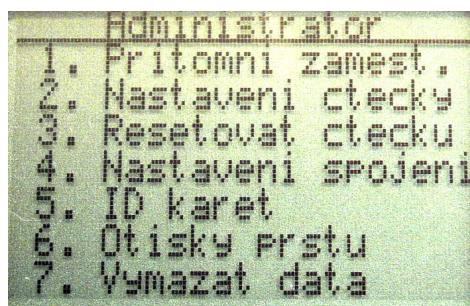 Administrator
1. Pritomni zamest.
2. Nastaveni ctecky
3. Resetovat ctecku
4. Nastaveni spojeni
5. ID karet
6. Otisky prstu
7. Vymazat data